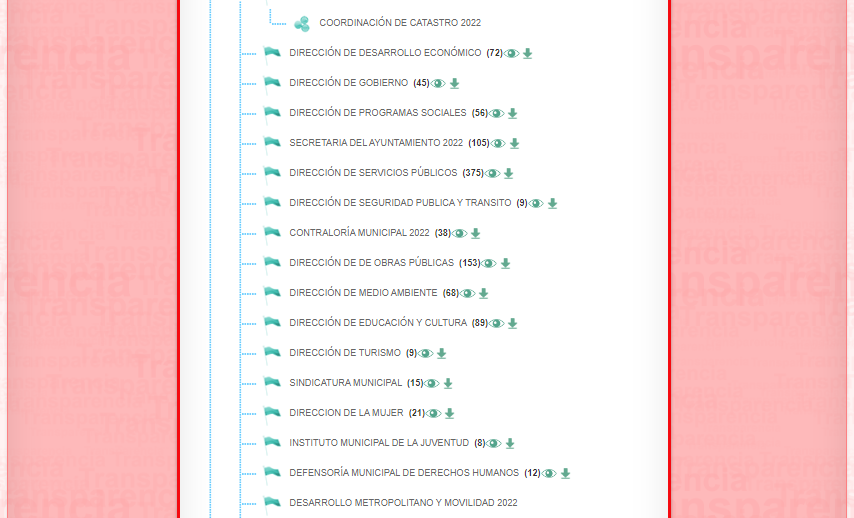 COORDINACIÓN DE CATASTRO 2022
DIRECCIÓN DE DESARROLLO ECONÓMICO (72)
DIRECCIÓN DE GOBIERNO (45)
DIRECCIÓN DE PROGRAMAS SOCIALES (56)
SECRETARIA DEL AYUNTAMIENTO 2022 (105)
DIRECCIÓN DE SERVICIOS PÚBLICOS (375)
DIRECCIÓN DE SEGURIDAD PUBLICA Y TRANSITO (9)
CONTRALORÍA MUNICIPAL 2022 (38)
DIRECCIÓN DE DE OBRAS PÚBLICAS (153)
DIRECCIÓN DE MEDIO AMBIENTE (68)
DIRECCIÓN DE EDUCACIÓN Y CULTURA (89)
DIRECCIÓN DE TURISMO (9)
SINDICATURA MUNICIPAL (15)
DIRECCION DE LA MUJER (21)
INSTITUTO MUNICIPAL DE LA JUVENTUD (8)
DEFENSORÍA MUNICIPAL DE DERECHOS HUMANOS (12)
DESARROLLO METROPOLITANO Y MOVILIDAD 2022